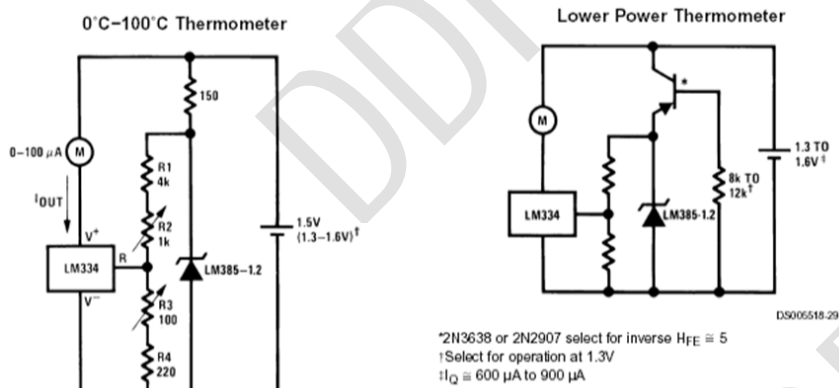 0°C–100°C Thermometer
150
0–100 μA
M
R1
4k
IOUT
R2
1k
V+
R
LM334
V−
R3
100
R4
220
LM385–1.2
1.5V
(1.3–1.6V)†
Lower Power Thermometer
*
M
LM334
LM385-1.2
8k TO
12k†
1.3 TO
1.6V‡
DS005518-29
*2N3638 or 2N2907 select for inverse HFE ≅ 5
†Select for operation at 1.3V
‡IQ ≅ 600 μA to 900 μA